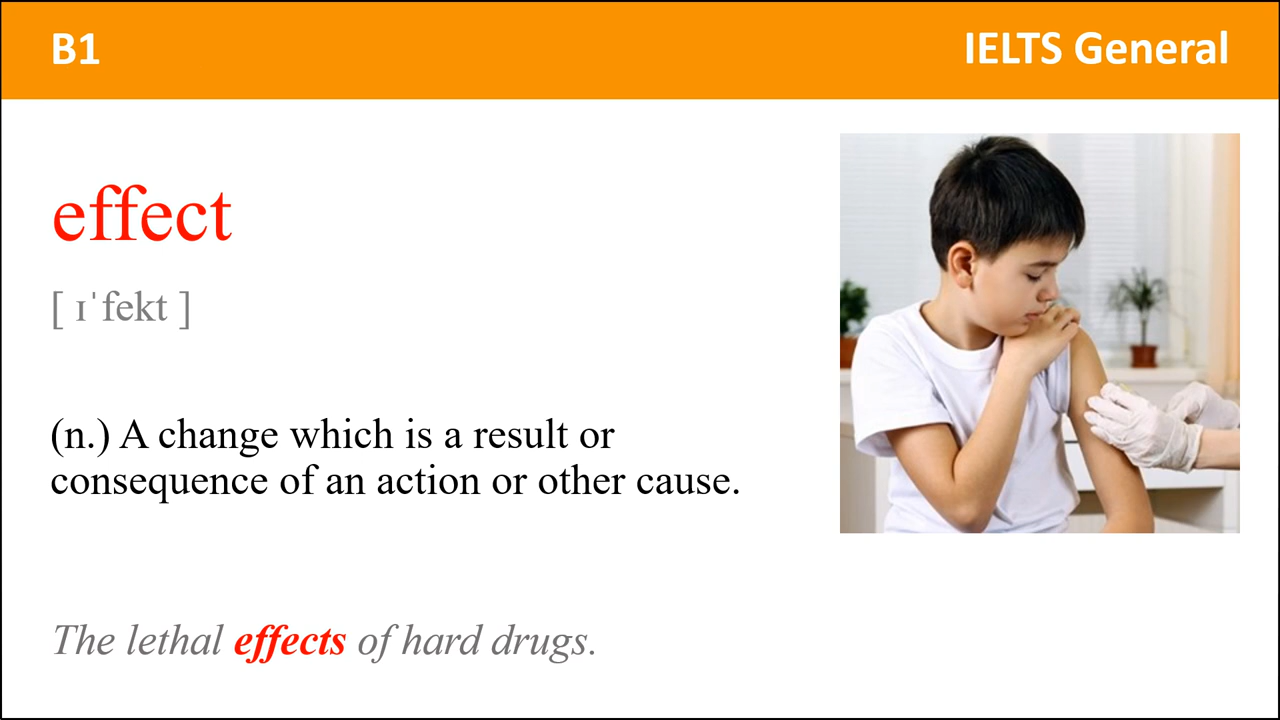 B1
IELTS General
effect
[ ɪˈfekt ]
(n.) A change which is a result or
consequence of an action or other cause.
The lethal effects of hard drugs.